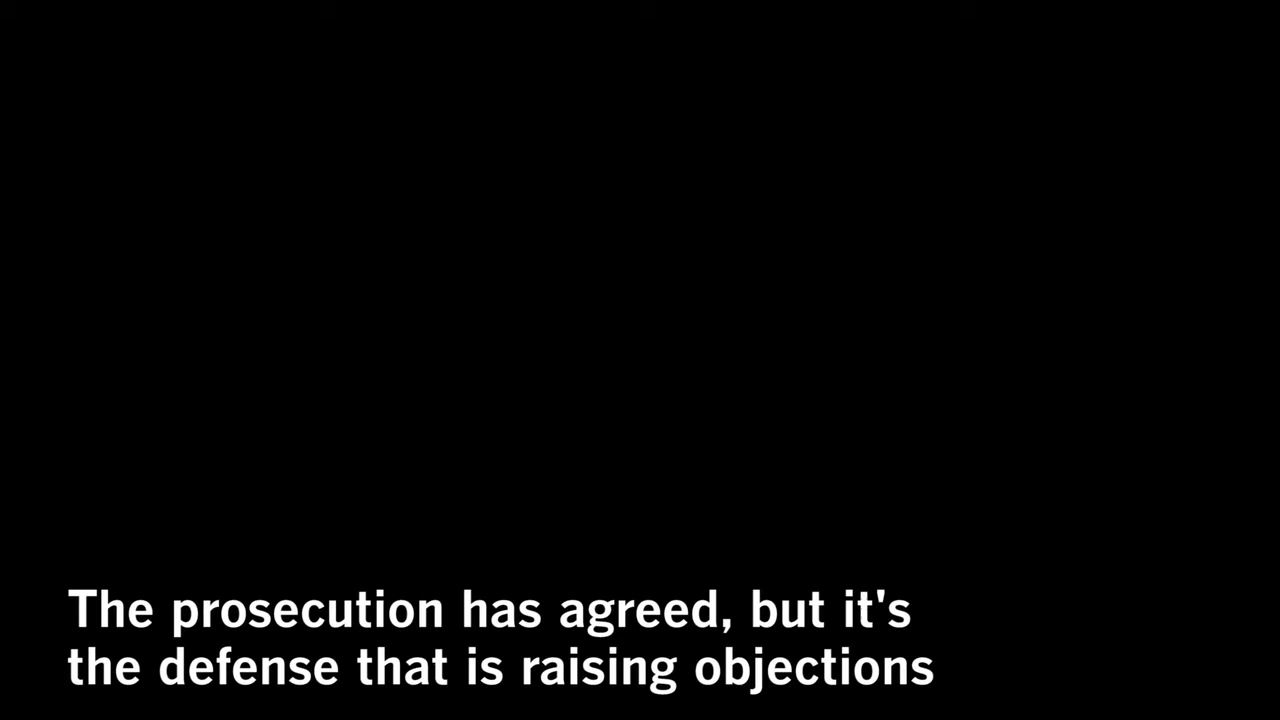 The prosecution has agreed, but it's
the defense that is raising objections